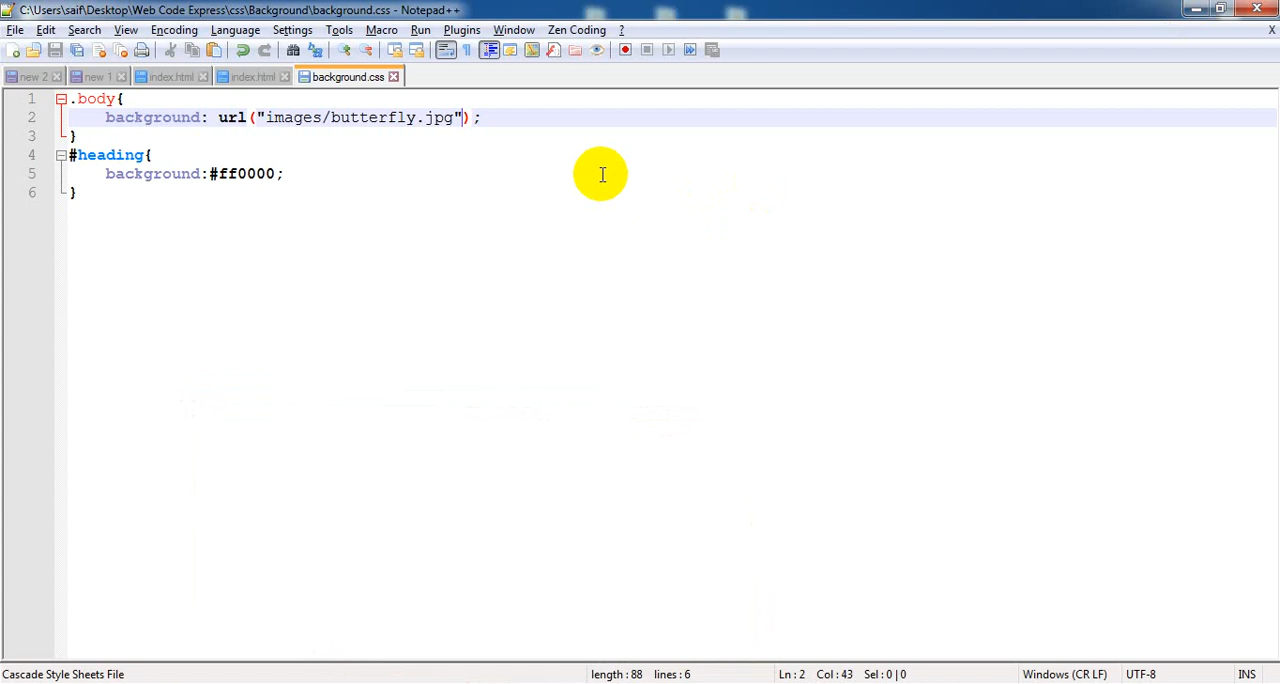 C:\Users\saif\Desktop\Web Code Express\css\Background\background.css - Notepad++
File Edit Search View Encoding Language Settings Tools Macro Run Plugins Window Zen Coding ? X
new 2 new 1 index.html index.html background.css
1 .body{
2 background: url("images/butterfly.jpg");
3 }
4 #heading{
5 background:#ff0000;
6 }
Cascade Style Sheets File length : 88 lines : 6 Ln : 2 Col : 43 Sel : 0 | 0 Windows (CR LF) UTF-8 INS